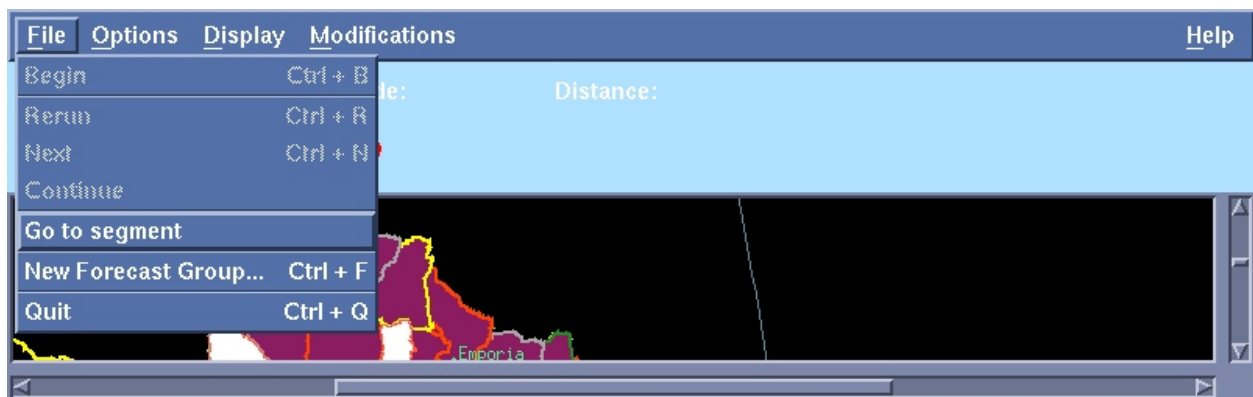 File Options Display Modifications Help
Begin Ctrl + B
de: Distance:
Rerun Ctrl + R
Next Ctrl + N
Continue
Go to segment
New Forecast Group... Ctrl + F
Quit Ctrl + Q
Emporia